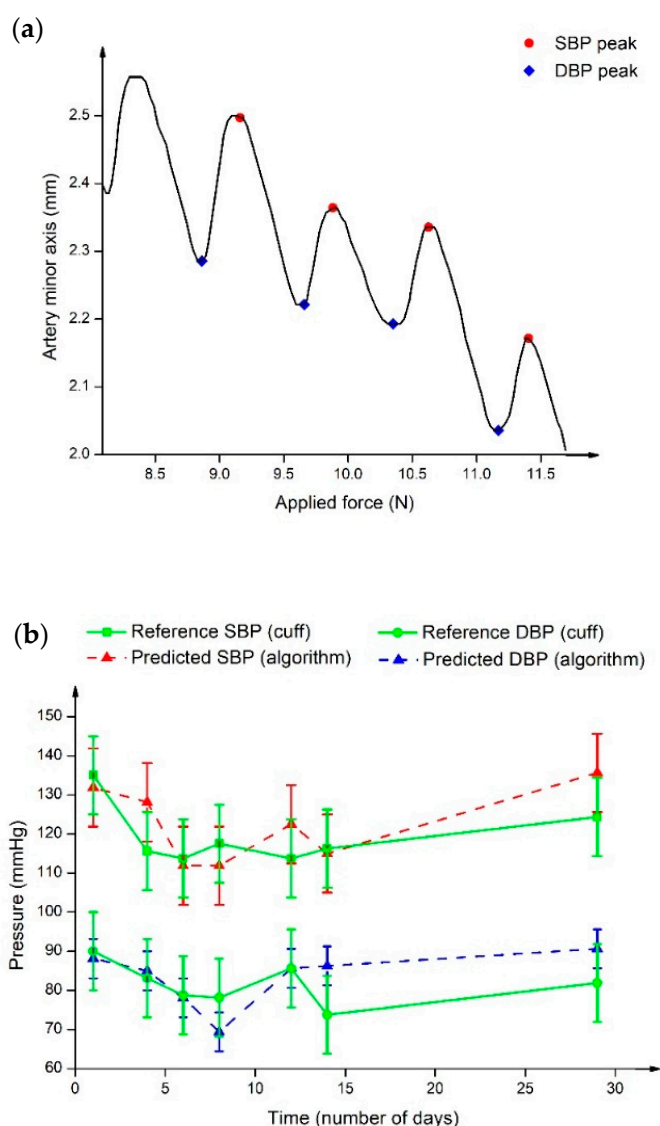 (a)
SBP peak
DBP peak
2.5
2.4
2.3
2.2
2.1
2.0
Artery minor axis (mm)
8.5 9.0 9.5 10.0 10.5 11.0 11.5
Applied force (N)
(b)
Reference SBP (cuff) Reference DBP (cuff)
Predicted SBP (algorithm) Predicted DBP (algorithm)
150
140
130
120
110
100
90
80
70
60
Pressure (mmHg)
0 5 10 15 20 25 30
Time (number of days)